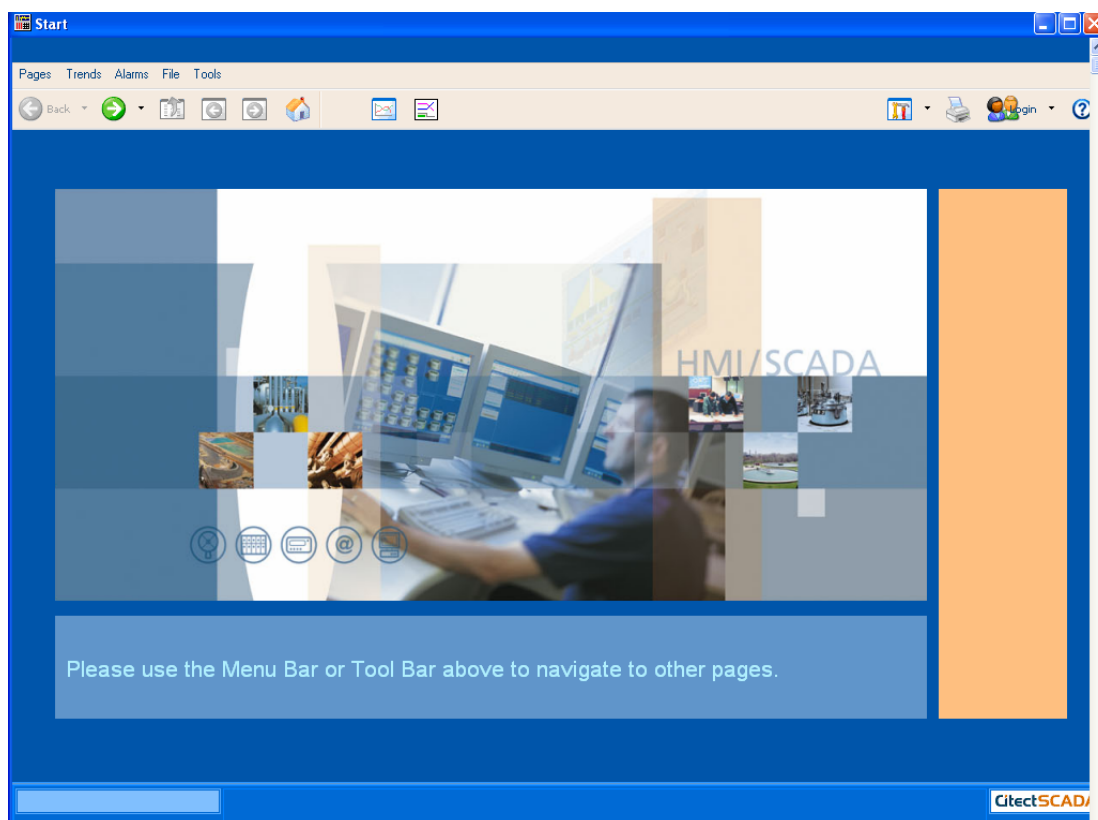 Start
Pages Trends Alarms File Tools
Back
Login
HMI/SCADA
@
Please use the Menu Bar or Tool Bar above to navigate to other pages.
CitectSCADA